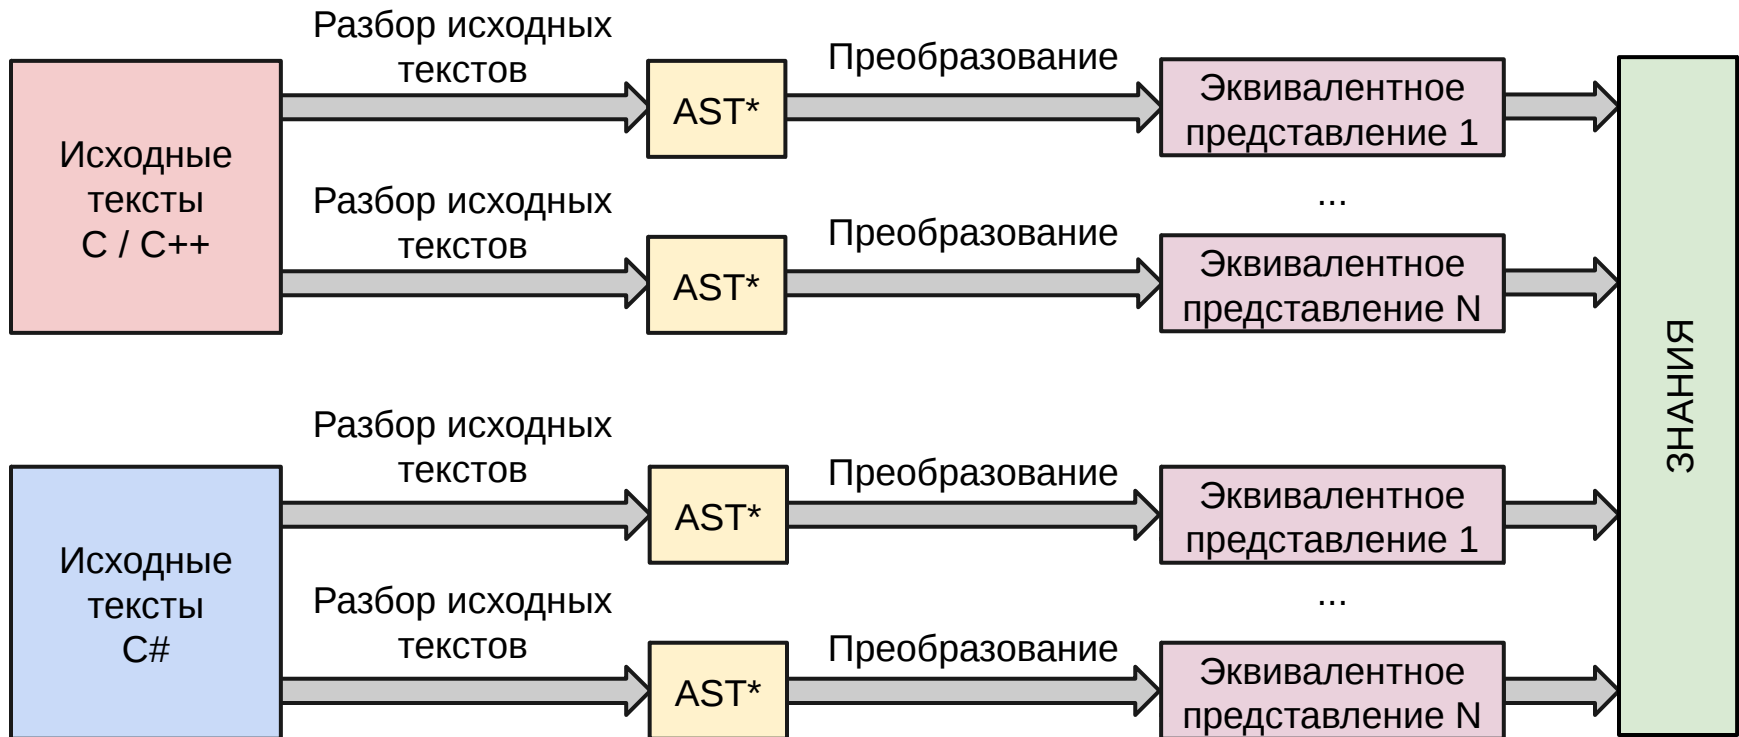 Исходные
тексты
C / C++
Разбор исходных
текстов
AST*
Преобразование
Эквивалентное
представление 1
...
Разбор исходных
текстов
AST*
Преобразование
Эквивалентное
представление N
Исходные
тексты
C#
Разбор исходных
текстов
AST*
Преобразование
Эквивалентное
представление 1
...
Разбор исходных
текстов
AST*
Преобразование
Эквивалентное
представление N
ЗНАНИЯ